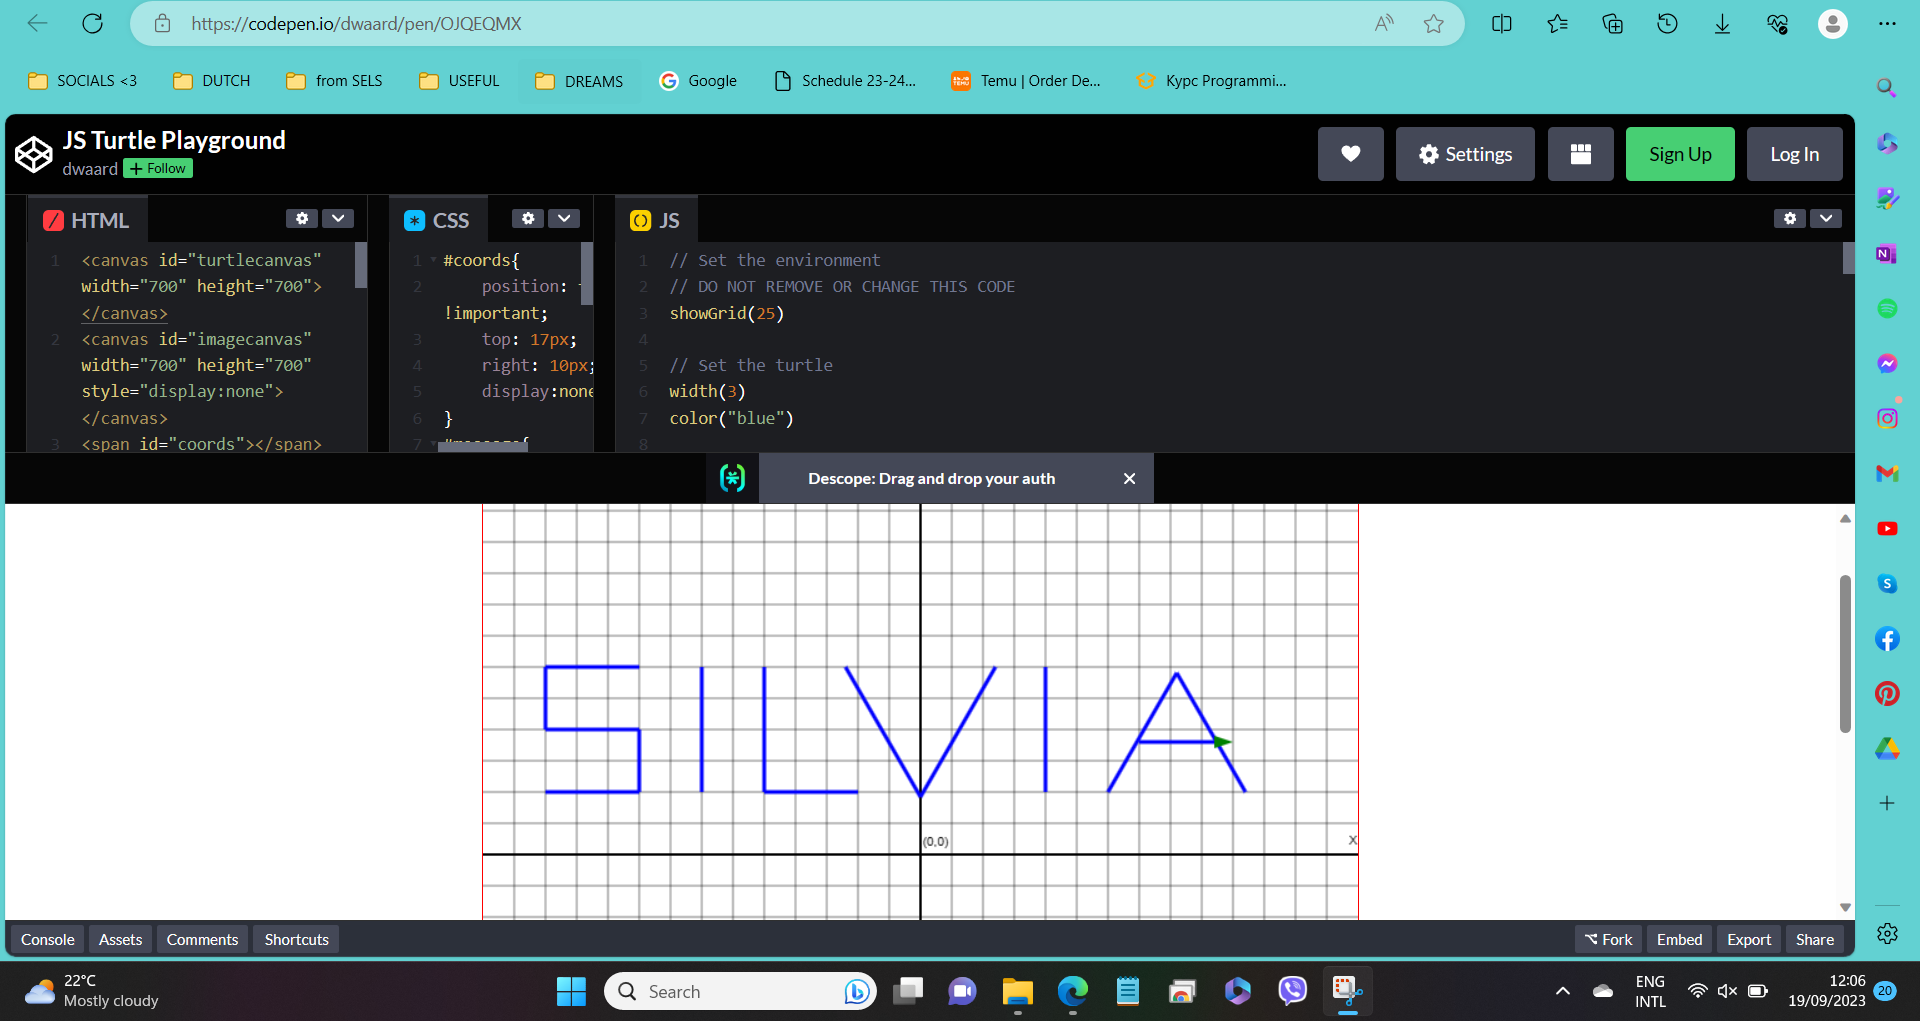 https://codepen.io/dwaard/pen/OJQEQMX
SOCIALS <3 DUTCH from SELS USEFUL DREAMS Google Schedule 23-24... Temu | Order De... Курс Programmi...
JS Turtle Playground
dwaard + Follow
Settings Sign Up Log In
HTML
1 <canvas id="turtlecanvas"
width="700" height="700">
</canvas>
2 <canvas id="imagecanvas"
width="700" height="700"
style="display:none">
</canvas>
3 <span id="coords"></span>
CSS
1 #coords{
2 position:
!important;
3 top: 17px;
4 right: 10px;
5 display:none
6 }
7
JS
1 // Set the environment
2 // DO NOT REMOVE OR CHANGE THIS CODE
3 showGrid(25)
4
5 // Set the turtle
6 width(3)
7 color("blue")
8
Descope: Drag and drop your auth
SILVIA
(0,0)
X
Console Assets Comments Shortcuts Fork Embed Export Share
22°C
Mostly cloudy
Search
ENG
INTL
12:06
19/09/2023
20